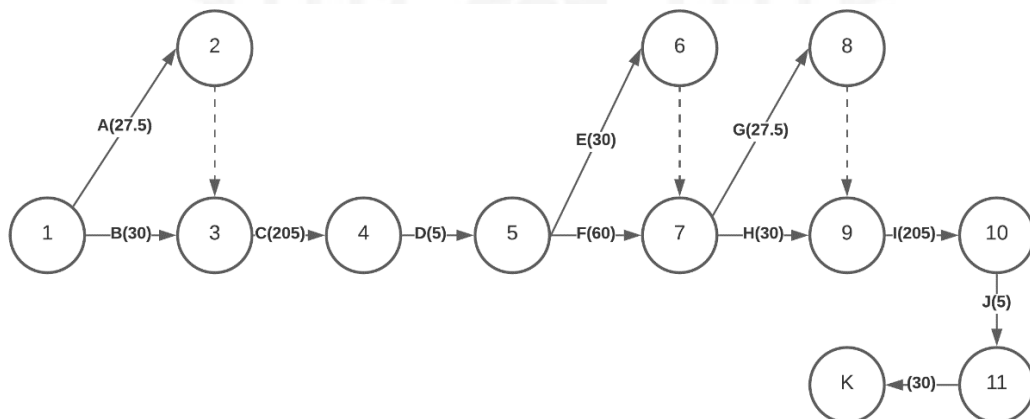 2
6
8
A(27.5)
E(30)
G(27.5)
1
B(30)
3
C(205)
4
D(5)
5
F(60)
7
H(30)
9
I(205)
10
J(5)
K
(30)
11